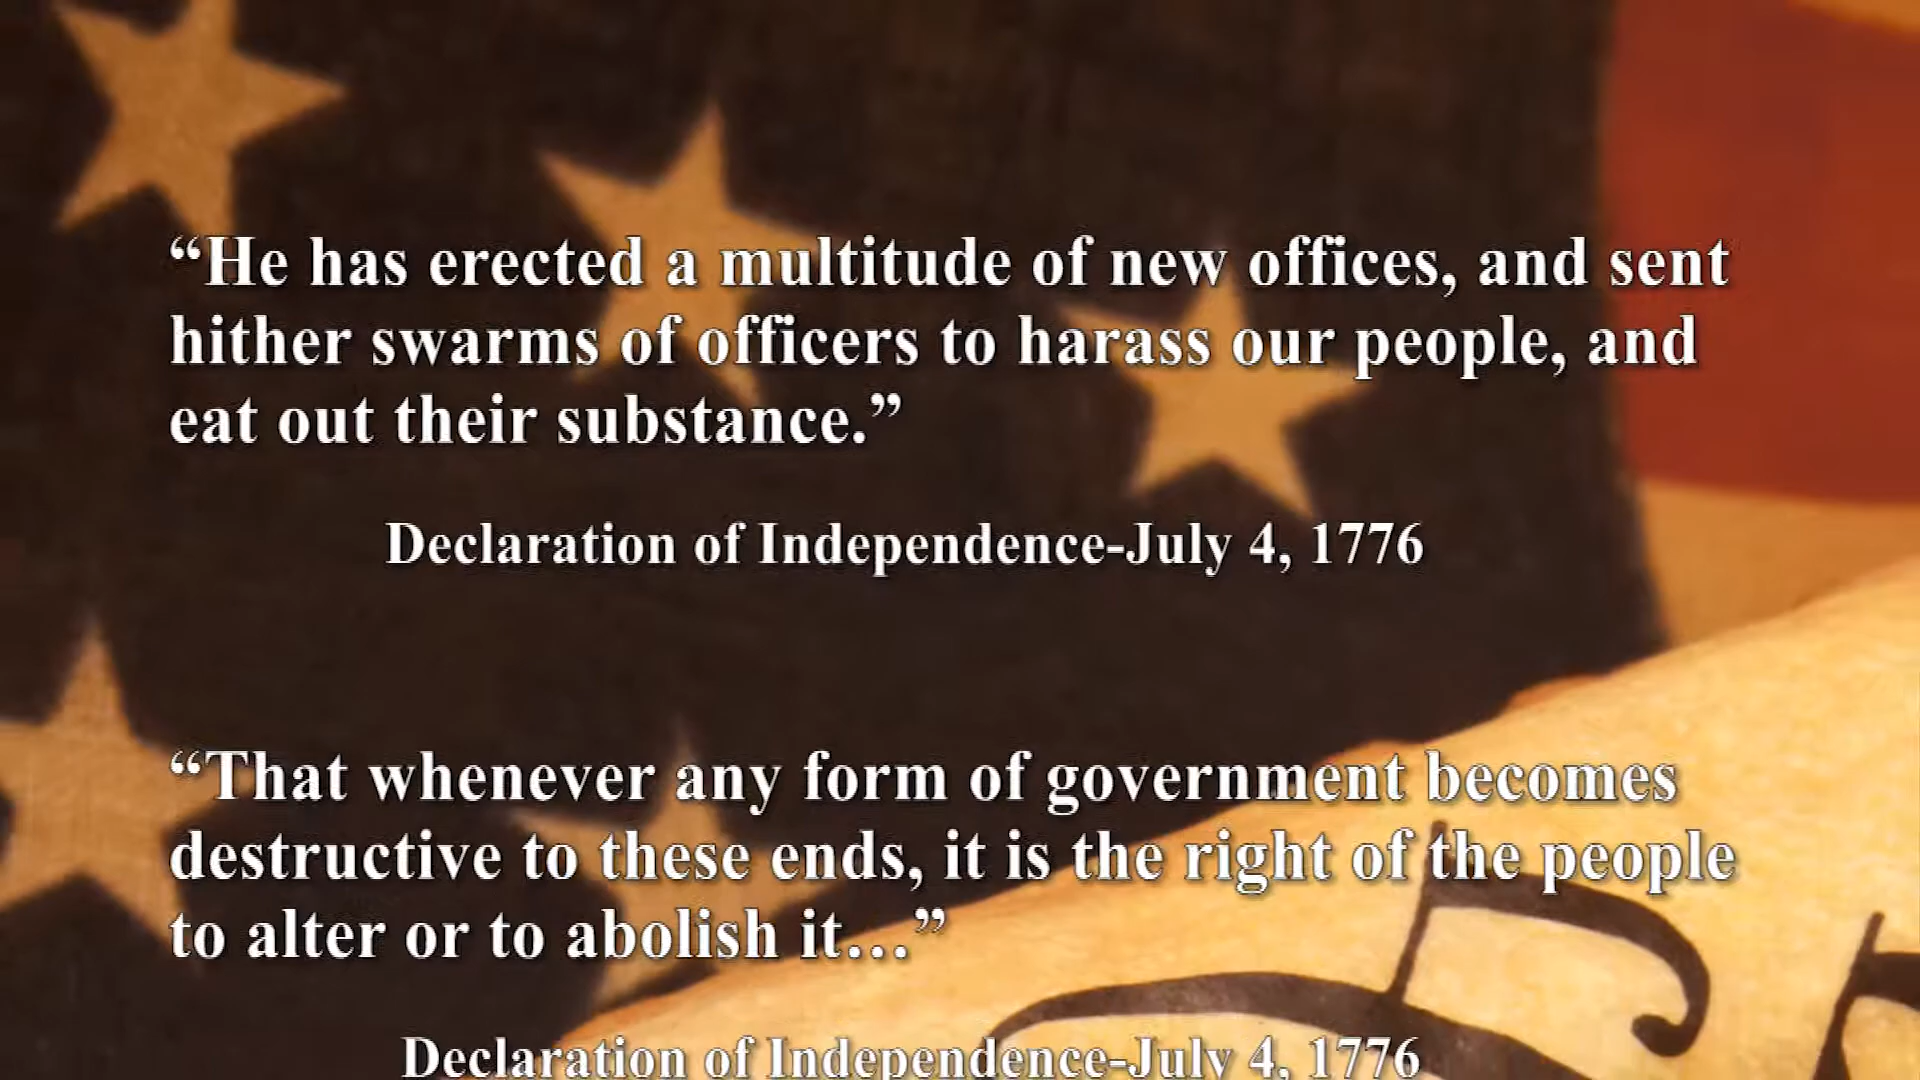 “He has erected a multitude of new offices, and sent
hither swarms of officers to harass our people, and
eat out their substance.”
Declaration of Independence-July 4, 1776
“That whenever any form of government becomes
destructive to these ends, it is the right of the people
to alter or to abolish it…”
Declaration of Independence-July 4, 1776